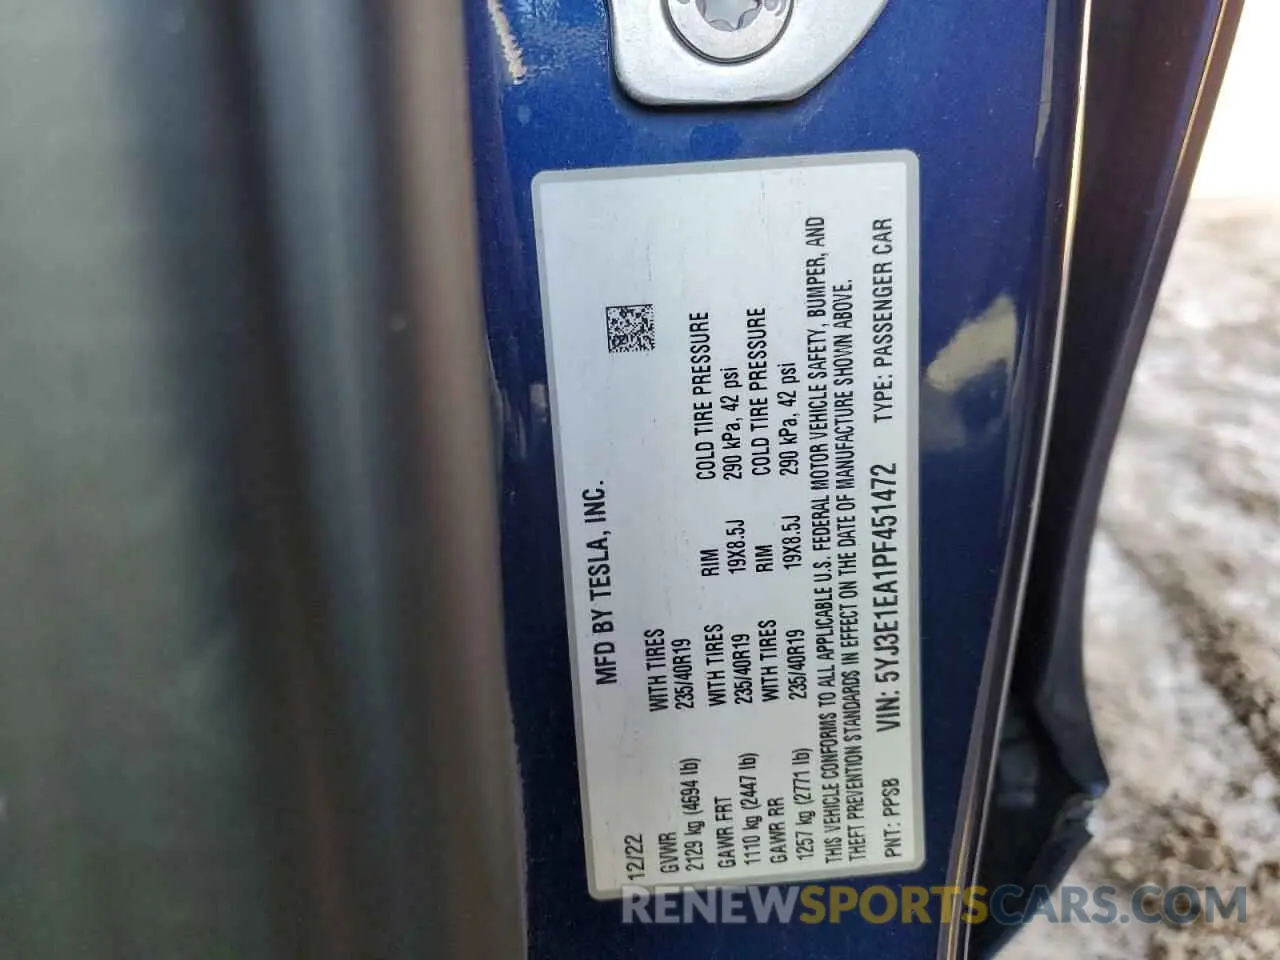 MFD BY TESLA, INC.
12/22
GVWR WITH TIRES RIM COLD TIRE PRESSURE
2129 kg (4694 lb) 235/40R19 19X8.5J 290 kPa, 42 psi
GAWR FRT WITH TIRES RIM COLD TIRE PRESSURE
1110 kg (2447 lb) 235/40R19 19X8.5J 290 kPa, 42 psi
GAWR RR WITH TIRES
1257 kg (2771 lb) 235/40R19
THIS VEHICLE CONFORMS TO ALL APPLICABLE U.S. FEDERAL MOTOR VEHICLE SAFETY, BUMPER, AND
THEFT PREVENTION STANDARDS IN EFFECT ON THE DATE OF MANUFACTURE SHOWN ABOVE.
PNT: PPSB VIN: 5YJ3E1EA1PF451472 TYPE: PASSENGER CAR
RENEWSPORTSCARS.COM